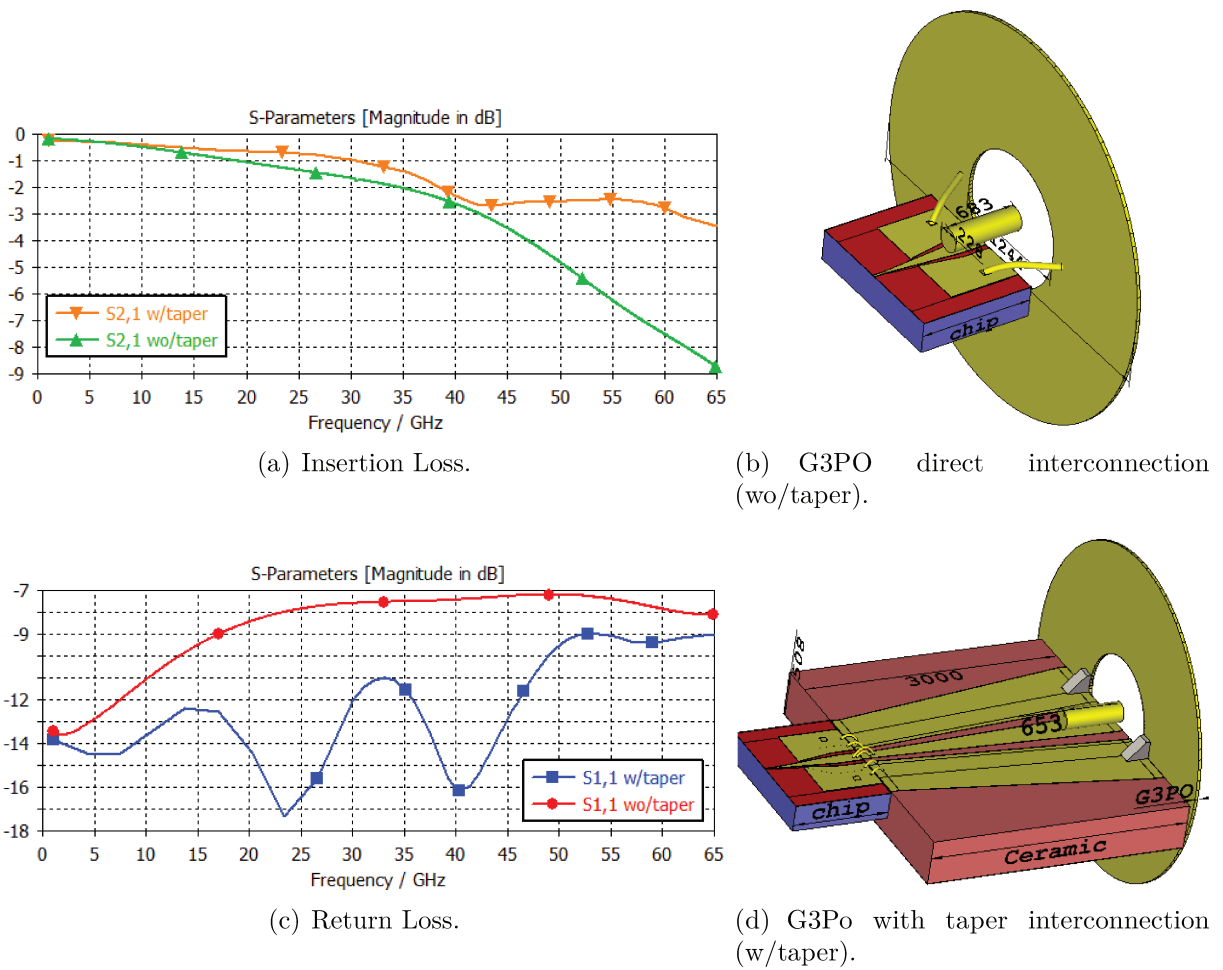 S-Parameters [Magnitude in dB]
0
-1
-2
-3
-4
-5
-6
-7
-8
-9
S2,1 w/taper
S2,1 wo/taper
0 5 10 15 20 25 30 35 40 45 50 55 60 65
Frequency / GHz
(a) Insertion Loss.
683
224
chip
(b) G3PO direct interconnection
(wo/taper).
S-Parameters [Magnitude in dB]
-7
-9
-12
-14
-16
-18
S1,1 w/taper
S1,1 wo/taper
0 5 10 15 20 25 30 35 40 45 50 55 60 65
Frequency / GHz
(c) Return Loss.
3000
653
chip
G3PO
Ceramic
(d) G3Po with taper interconnection
(w/taper).